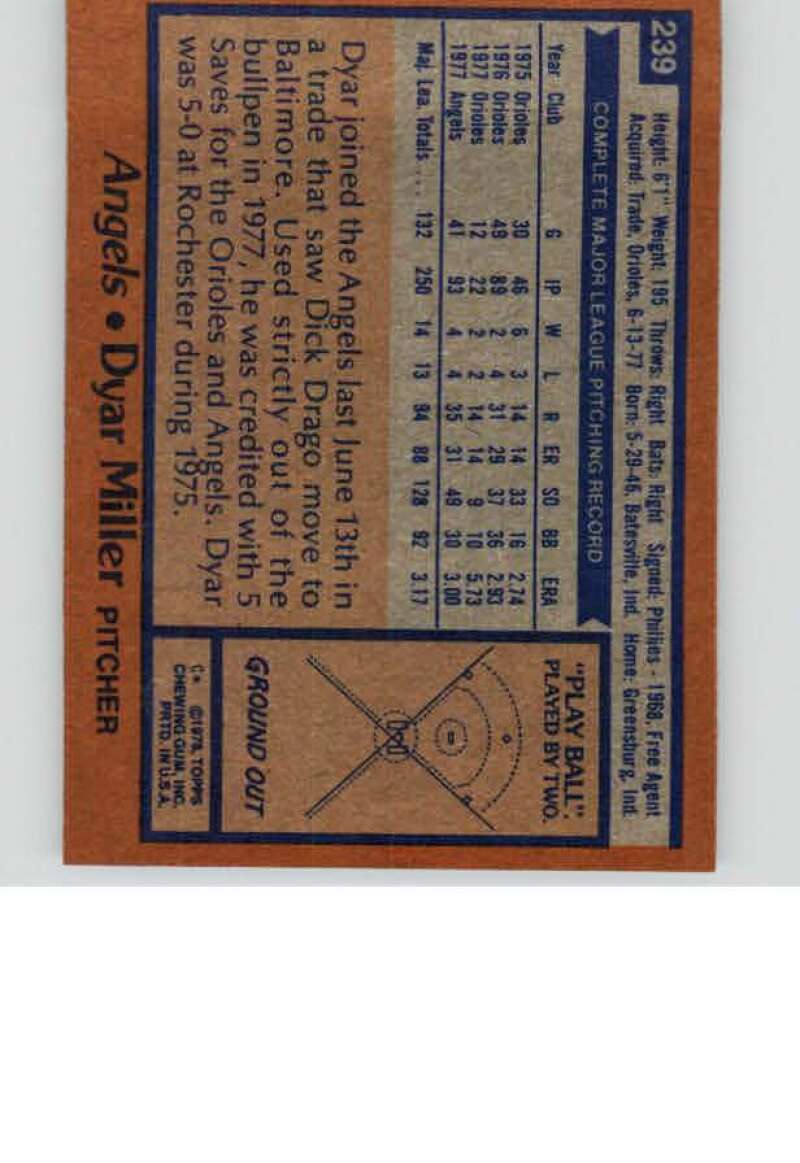 239
Height: 6'1" Weight: 195 Throws: Right Bats: Right Signed: Phillies - 1968, Free Agent
Acquired: Trade, Orioles, 6-13-77 Born: 5-29-46, Batesville, Ind. Home: Greensburg, Ind.
COMPLETE MAJOR LEAGUE PITCHING RECORD
Year Club G IP W L R ER SO BB ERA
1975 Orioles 30 46 6 3 14 14 33 16 2.74
1976 Orioles 49 89 2 4 31 29 37 36 2.93
1977 Orioles 12 22 2 2 14 14 9 10 5.73
1977 Angels 41 93 4 4 35 31 49 30 3.00
Maj. Lea. Totals ... 132 250 14 13 94 88 128 92 3.17
Dyar joined the Angels last June 13th in
a trade that saw Dick Drago move to
Baltimore. Used strictly out of the
bullpen in 1977, he was credited with 5
Saves for the Orioles and Angels. Dyar
was 5-0 at Rochester during 1975.
"PLAY BALL".
PLAYED BY TWO.
GROUND OUT
C* ©1978, TOPPS
CHEWING GUM, INC.
PRTD. IN U.S.A.
Angels • Dyar Miller PITCHER